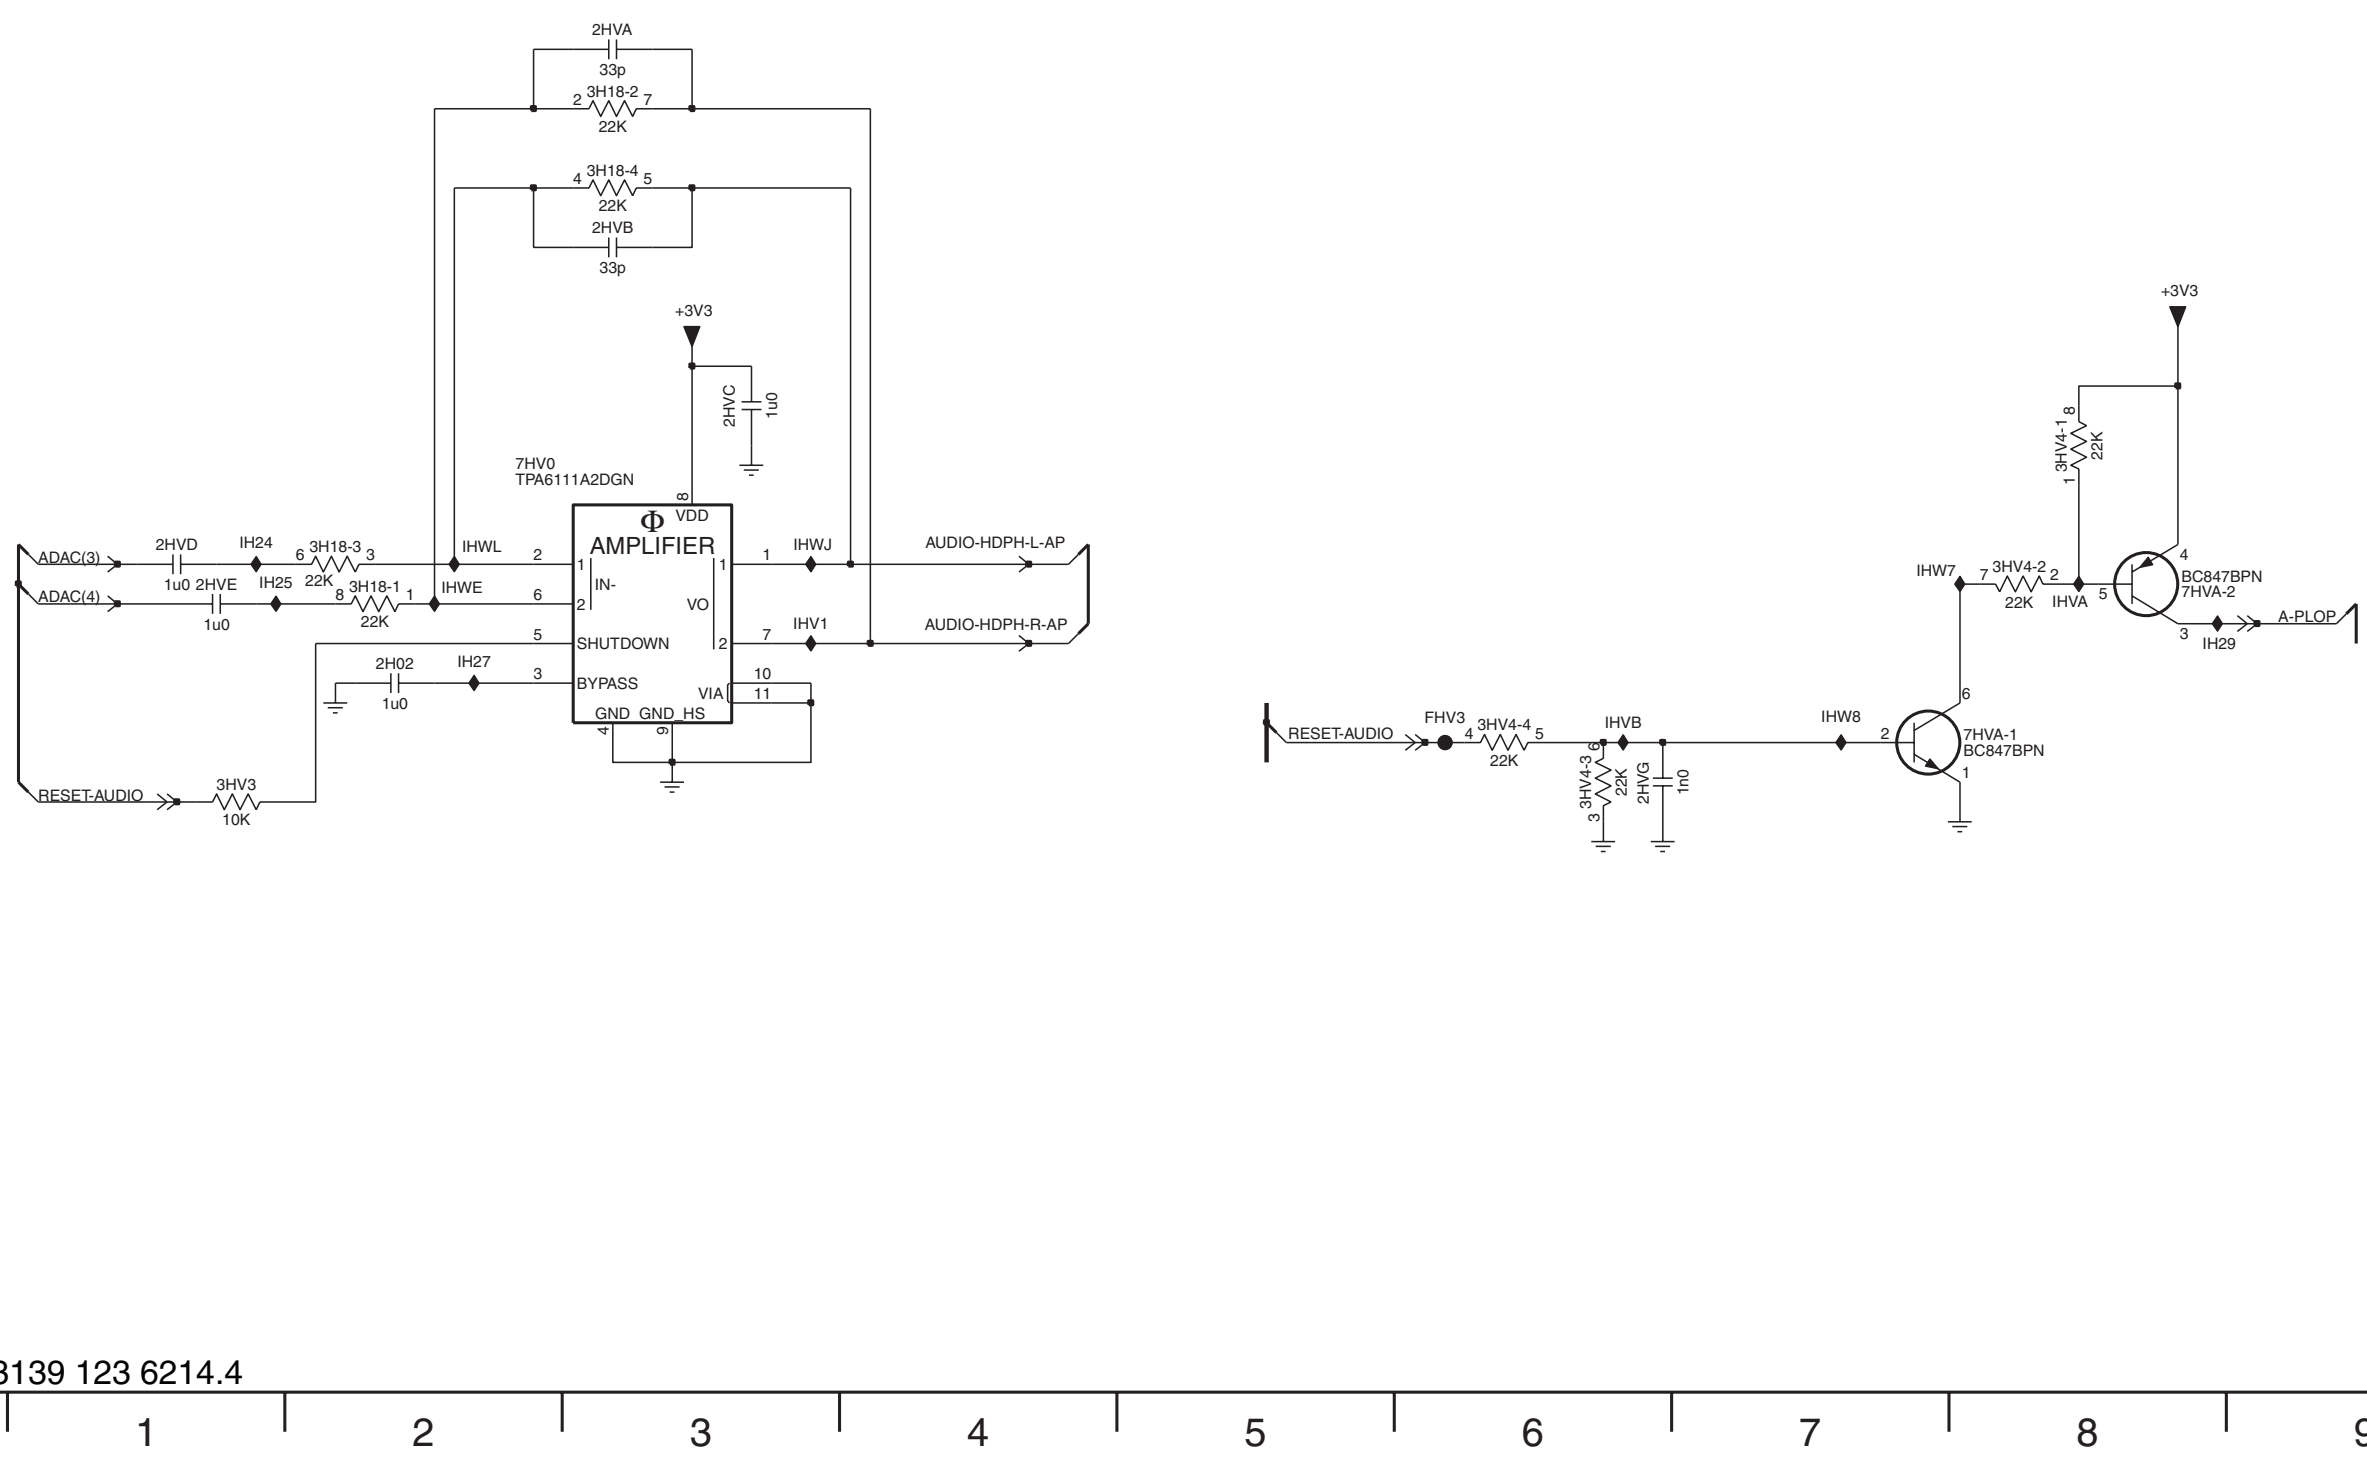 2HVA
33p
2 3H18-2 7
22K
4 3H18-4 5
22K
2HVB
33p
+3V3
2HVC
1u0
7HV0
TPA6111A2DGN
8
Φ VDD
AMPLIFIER
ADAC(3)
2HVD
1u0
IH24
6 3H18-3 3
22K
IHWL
2
1
IN-
ADAC(4)
2HVE
1u0
IH25
8 3H18-1 1
22K
IHWE
6
2
5
SHUTDOWN
2H02
1u0
IH27
3
BYPASS
GND GND_HS
4
9
1
VO
2
VIA
1
IHWJ
AUDIO-HDPH-L-AP
7
IHV1
AUDIO-HDPH-R-AP
10
11
RESET-AUDIO
3HV3
10K
RESET-AUDIO
FHV3
4 3HV4-4 5
22K
IHVB
6
3HV4-3
22K
3
2HVG
1n0
IHW8
2
6
7HVA-1
BC847BPN
1
IHW7
7 3HV4-2 2
22K
IHVA
+3V3
8
3HV4-1
22K
1
5
4
BC847BPN
7HVA-2
3
IH29
A-PLOP
3139 123 6214.4
1 2 3 4 5 6 7 8 9